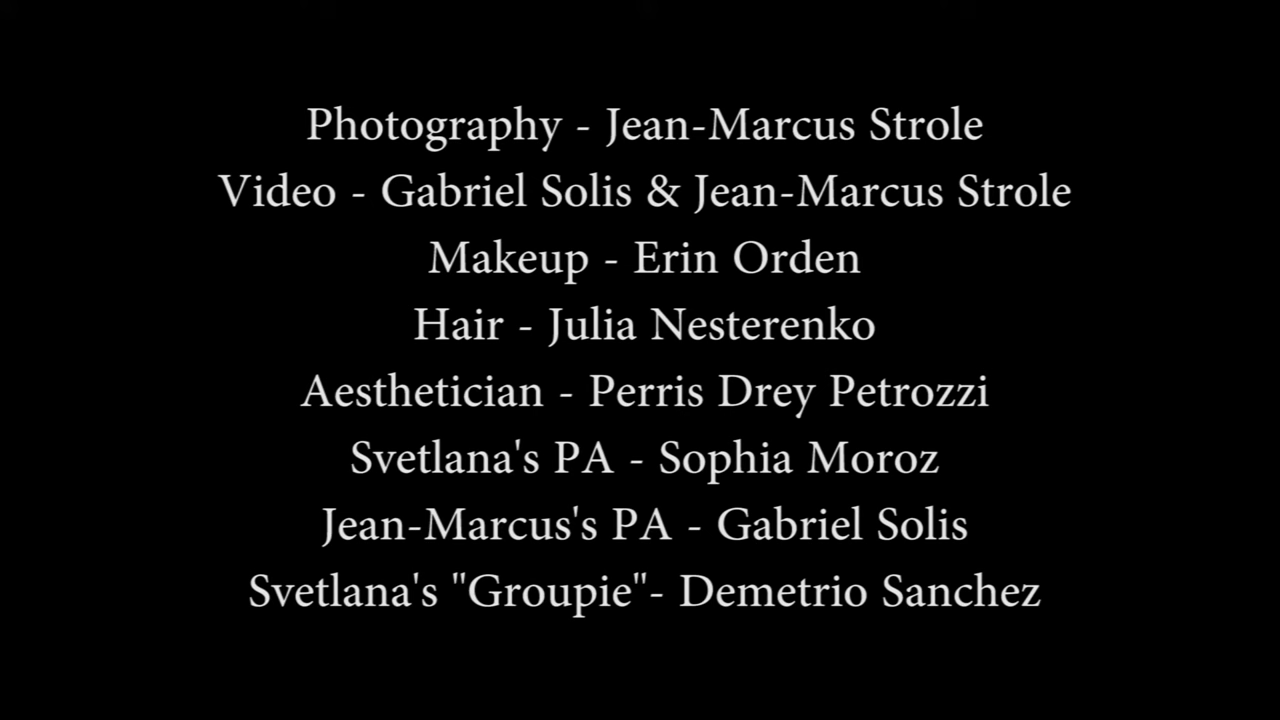 Photography - Jean-Marcus Strole
Video - Gabriel Solis & Jean-Marcus Strole
Makeup - Erin Orden
Hair - Julia Nesterenko
Aesthetician - Perris Drey Petrozzi
Svetlana's PA - Sophia Moroz
Jean-Marcus's PA - Gabriel Solis
Svetlana's "Groupie"- Demetrio Sanchez